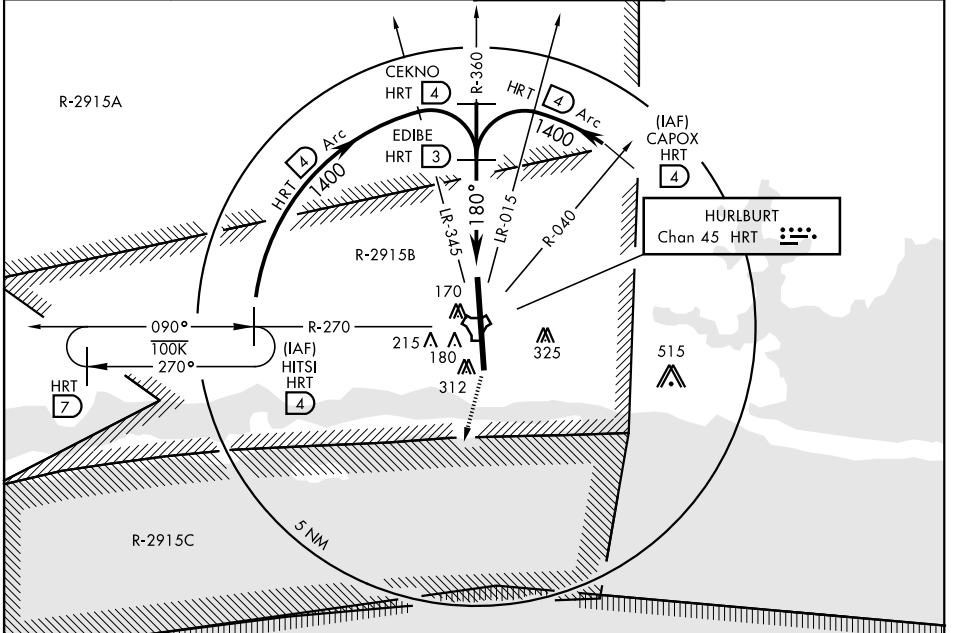 R-2915A
CEKNO
HRT 4
R-360
HRT 4 Arc
1400
(IAF)
CAPOX
HRT
4
HRT 4 Arc
1400
EDIBE
HRT 3
180°
LR-345
LR-015
R-040
HURLBURT
Chan 45 HRT
R-2915B
170
090°
R-270
100K
270°
(IAF)
HITSI
HRT
4
HRT
7
215
180
312
325
515
R-2915C
5 NM